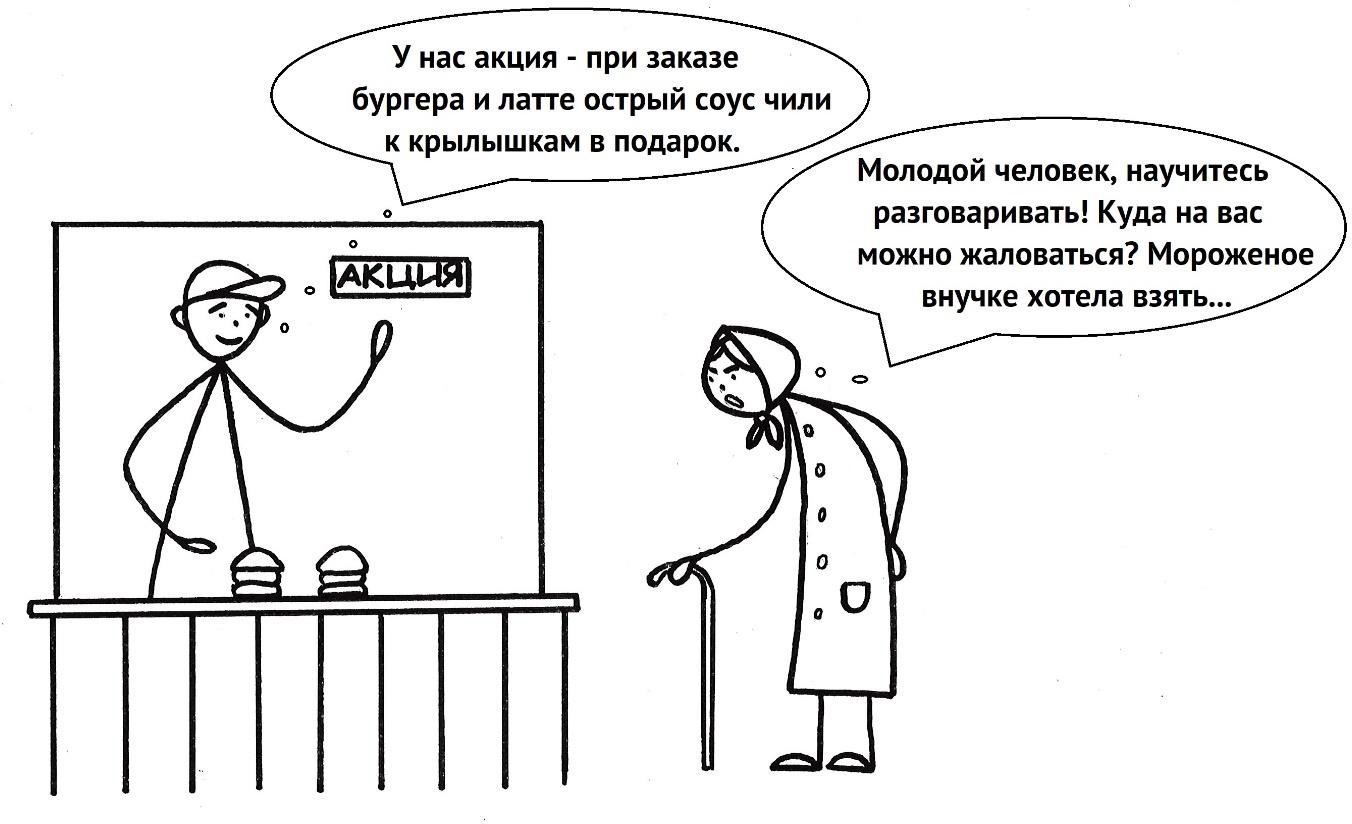 У нас акция - при заказе
бургера и латте острый соус чили
к крылышкам в подарок.
Молодой человек, научитесь
разговаривать! Куда на вас
можно жаловаться? Мороженое
внучке хотела взять...
АКЦИЯ